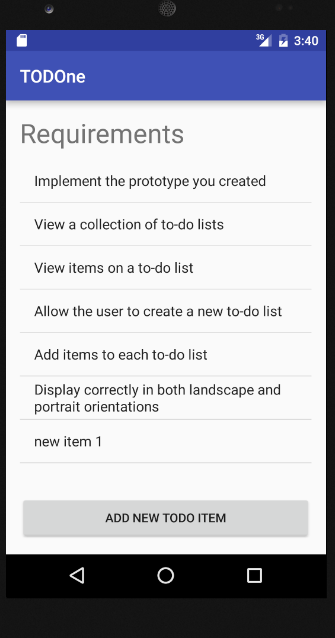 3G 3:40
TODOne
Requirements
Implement the prototype you created
View a collection of to-do lists
View items on a to-do list
Allow the user to create a new to-do list
Add items to each to-do list
Display correctly in both landscape and
portrait orientations
new item 1
ADD NEW TODO ITEM